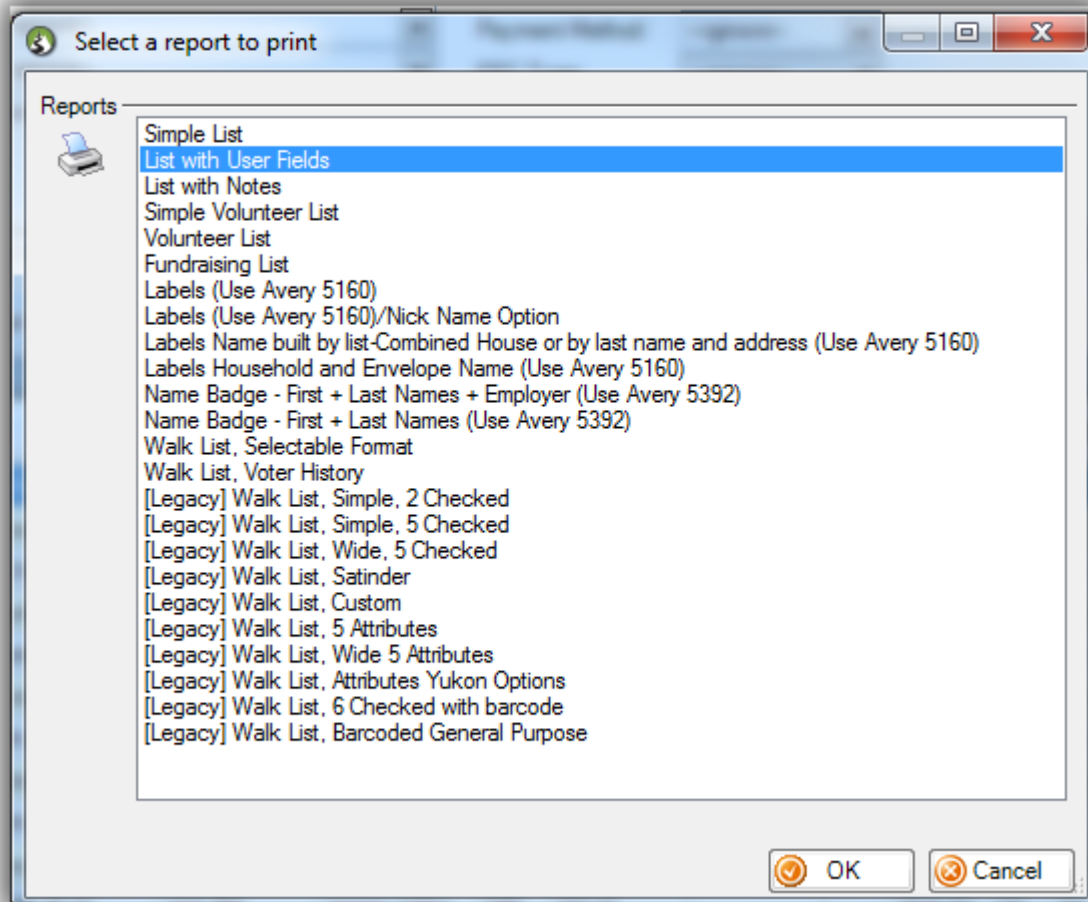 Select a report to print
Reports
Simple List
List with User Fields
List with Notes
Simple Volunteer List
Volunteer List
Fundraising List
Labels (Use Avery 5160)
Labels (Use Avery 5160)/Nick Name Option
Labels Name built by list-Combined House or by last name and address (Use Avery 5160)
Labels Household and Envelope Name (Use Avery 5160)
Name Badge - First + Last Names + Employer (Use Avery 5392)
Name Badge - First + Last Names (Use Avery 5392)
Walk List, Selectable Format
Walk List, Voter History
[Legacy] Walk List, Simple, 2 Checked
[Legacy] Walk List, Simple, 5 Checked
[Legacy] Walk List, Wide, 5 Checked
[Legacy] Walk List, Satinder
[Legacy] Walk List, Custom
[Legacy] Walk List, 5 Attributes
[Legacy] Walk List, Wide 5 Attributes
[Legacy] Walk List, Attributes Yukon Options
[Legacy] Walk List, 6 Checked with barcode
[Legacy] Walk List, Barcoded General Purpose
OK
Cancel